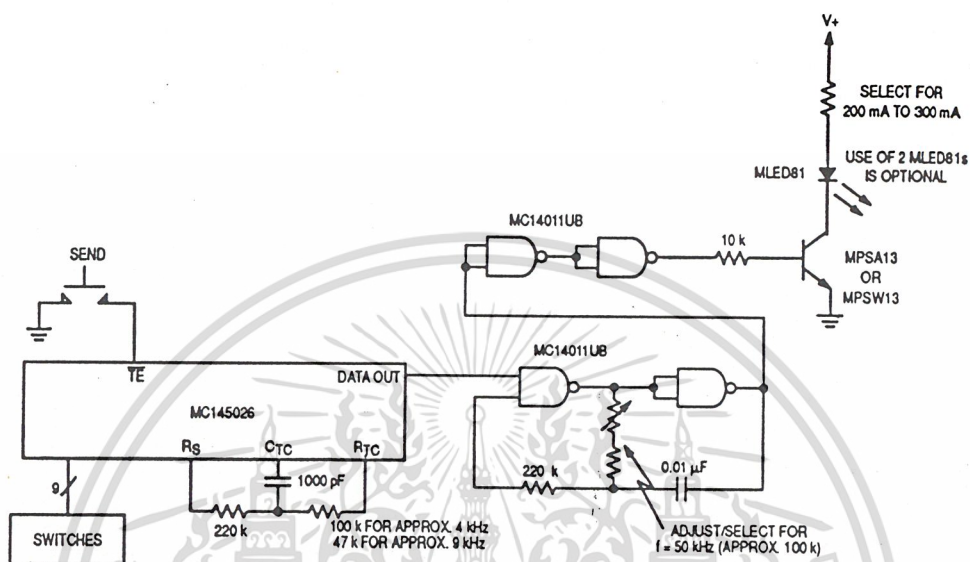 V+
SELECT FOR
200 mA TO 300 mA
MLED81
USE OF 2 MLED81s
IS OPTIONAL
MC14011UB
10 k
MPSA13
OR
MPSW13
SEND
TE
DATA OUT
MC145026
RS
CTC
RTC
MC14011UB
9
1000 pF
220 k
100 k FOR APPROX. 4 kHz
47 k FOR APPROX. 9 kHz
220 k
0.01 µF
ADJUST/SELECT FOR
f = 50 kHz (APPROX. 100 k)
SWITCHES